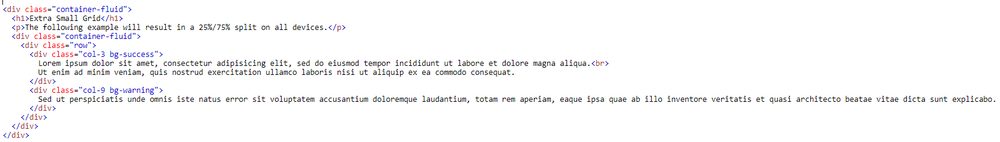 <div class="container-fluid">
  <h1>Extra Small Grid</h1>
  <p>The following example will result in a 25%/75% split on all devices.</p>
  <div class="container-fluid">
    <div class="row">
      <div class="col-3 bg-success">
        Lorem ipsum dolor sit amet, consectetur adipisicing elit, sed do eiusmod tempor incididunt ut labore et dolore magna aliqua.<br>
        Ut enim ad minim veniam, quis nostrud exercitation ullamco laboris nisi ut aliquip ex ea commodo consequat.
      </div>
      <div class="col-9 bg-warning">
        Sed ut perspiciatis unde omnis iste natus error sit voluptatem accusantium doloremque laudantium, totam rem aperiam, eaque ipsa quae ab illo inventore veritatis et quasi architecto beatae vitae dicta sunt explicabo.
      </div>
    </div>
  </div>
</div>